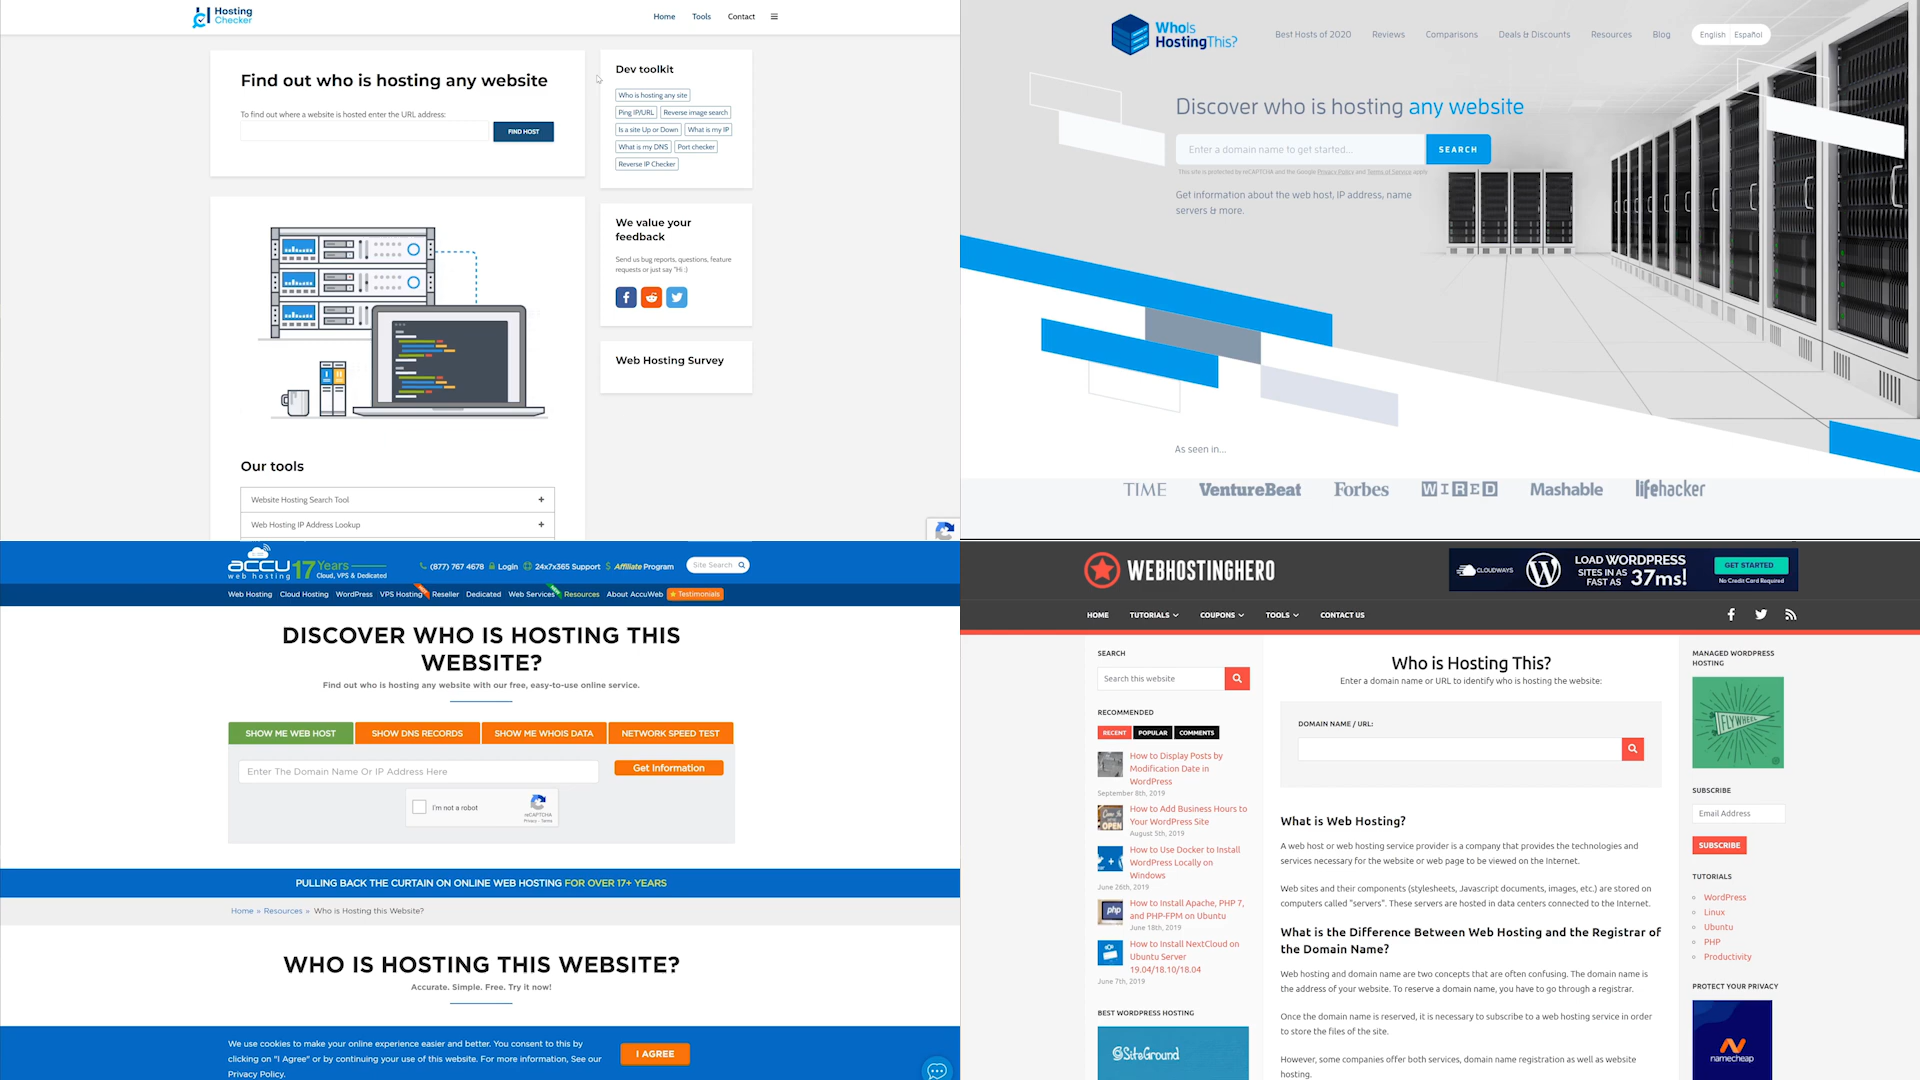 Hosting
Checker
Home
Tools
Contact
Find out who is hosting any website
To find out where a website is hosted enter the URL address:
FIND HOST
Dev toolkit
Who is hosting any site
Ping IP/URL
Reverse image search
Is a site Up or Down
What is my IP
What is my DNS
Port checker
Reverse IP Checker
We value your
feedback
Send us bug reports, questions, feature
requests or just say "Hi :)
Web Hosting Survey
Our tools
Website Hosting Search Tool
+
Web Hosting IP Address Lookup
+
WhoIs
HostingThis?
Best Hosts of 2020
Reviews
Comparisons
Deals & Discounts
Resources
Blog
English
Español
Discover who is hosting any website
Enter a domain name to get started...
SEARCH
This site is protected by reCAPTCHA and the Google Privacy Policy and Terms of Service apply
Get information about the web host, IP address, name
servers & more.
As seen in...
TIME
VentureBeat
Forbes
WIRED
Mashable
lifehacker
accu
web hosting
17 Years
Cloud, VPS & Dedicated
(877) 767 4678
Login
24x7x365 Support
$ Affiliate Program
Site Search
Web Hosting
Cloud Hosting
WordPress
VPS Hosting
Reseller
Dedicated
Web Services
Resources
About AccuWeb
Testimonials
DISCOVER WHO IS HOSTING THIS
WEBSITE?
Find out who is hosting any website with our free, easy-to-use online service.
SHOW ME WEB HOST
SHOW DNS RECORDS
SHOW ME WHOIS DATA
NETWORK SPEED TEST
Enter The Domain Name Or IP Address Here
Get Information
I'm not a robot
reCAPTCHA
Privacy - Terms
PULLING BACK THE CURTAIN ON ONLINE WEB HOSTING FOR OVER 17+ YEARS
Home » Resources » Who is Hosting this Website?
WHO IS HOSTING THIS WEBSITE?
Accurate. Simple. Free. Try it now!
We use cookies to make your online experience easier and better. You consent to this by
clicking on "I Agree" or by continuing your use of this website. For more information, See our
Privacy Policy.
I AGREE
WEBHOSTINGHERO
CLOUDWAYS
LOAD WORDPRESS
SITES IN AS
FAST AS
37ms!
GET STARTED
No Credit Card Required
HOME
TUTORIALS
COUPONS
TOOLS
CONTACT US
SEARCH
Search this website
RECOMMENDED
RECENT
POPULAR
COMMENTS
How to Display Posts by
Modification Date in
WordPress
September 8th, 2019
How to Add Business Hours to
Your WordPress Site
August 5th, 2019
How to Use Docker to Install
WordPress Locally on
Windows
June 26th, 2019
php
How to Install Apache, PHP 7,
and PHP-FPM on Ubuntu
June 18th, 2019
How to Install NextCloud on
Ubuntu Server
19.04/18.10/18.04
June 7th, 2019
BEST WORDPRESS HOSTING
SiteGround
Who is Hosting This?
Enter a domain name or URL to identify who is hosting the website:
DOMAIN NAME / URL:
What is Web Hosting?
A web host or web hosting service provider is a company that provides the technologies and
services necessary for the website or web page to be viewed on the Internet.
Web sites and their components (stylesheets, Javascript documents, images, etc.) are stored on
computers called "servers". These servers are hosted in data centers connected to the Internet.
What is the Difference Between Web Hosting and the Registrar of
the Domain Name?
Web hosting and domain name are two concepts that are often confusing. The domain name is
the address of your website. To reserve a domain name, you have to go through a registrar.
Once the domain name is reserved, it is necessary to subscribe to a web hosting service in order
to store the files of the site.
However, some companies offer both services, domain name registration as well as website
hosting.
MANAGED WORDPRESS
HOSTING
FLYWHEEL
SUBSCRIBE
Email Address
SUBSCRIBE
TUTORIALS
WordPress
Linux
Ubuntu
PHP
Productivity
PROTECT YOUR PRIVACY
namecheap